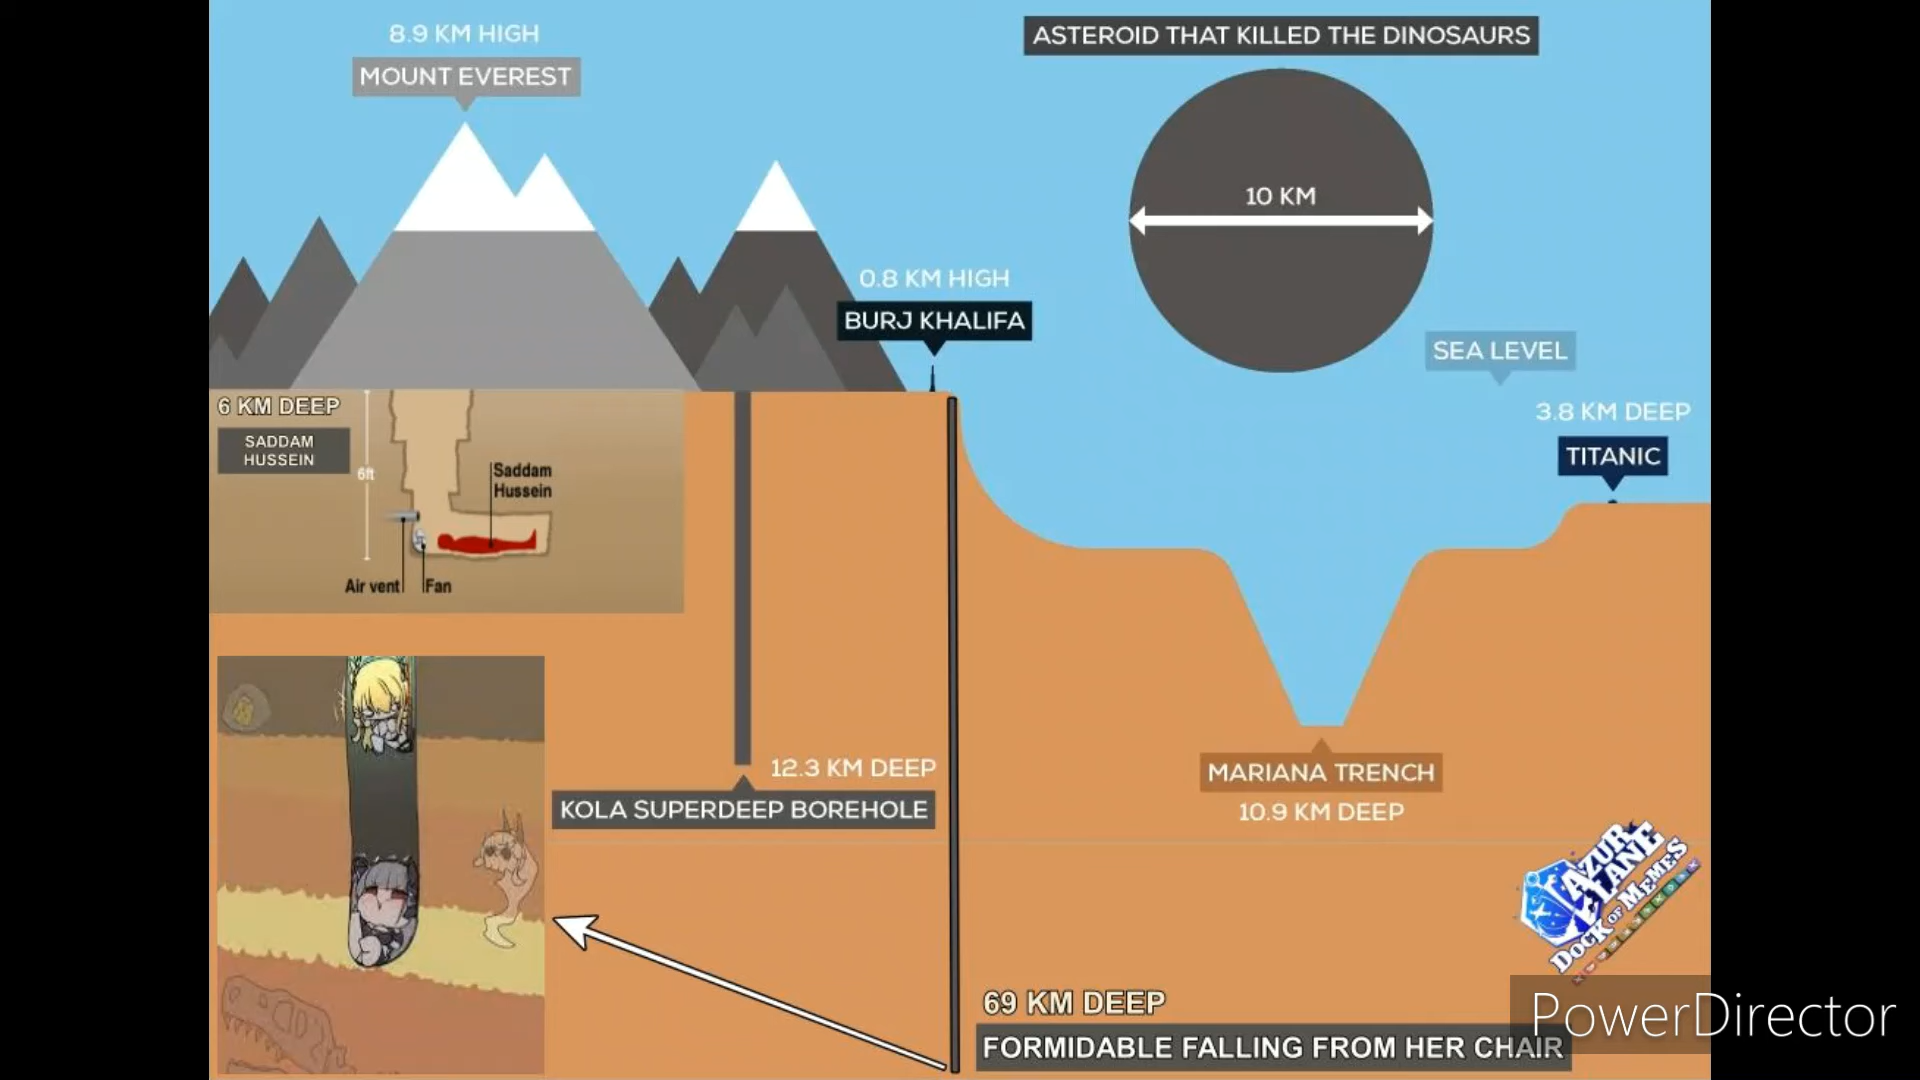 8.9 KM HIGH
MOUNT EVEREST
ASTEROID THAT KILLED THE DINOSAURS
10 KM
0.8 KM HIGH
BURJ KHALIFA
SEA LEVEL
3.8 KM DEEP
TITANIC
6 KM DEEP
SADDAM
HUSSEIN
6ft
Saddam
Hussein
Air vent
Fan
12.3 KM DEEP
KOLA SUPERDEEP BOREHOLE
MARIANA TRENCH
10.9 KM DEEP
AZUR
LANE
DOCK OF MEMES
69 KM DEEP
FORMIDABLE FALLING FROM HER CHAIR
PowerDirector